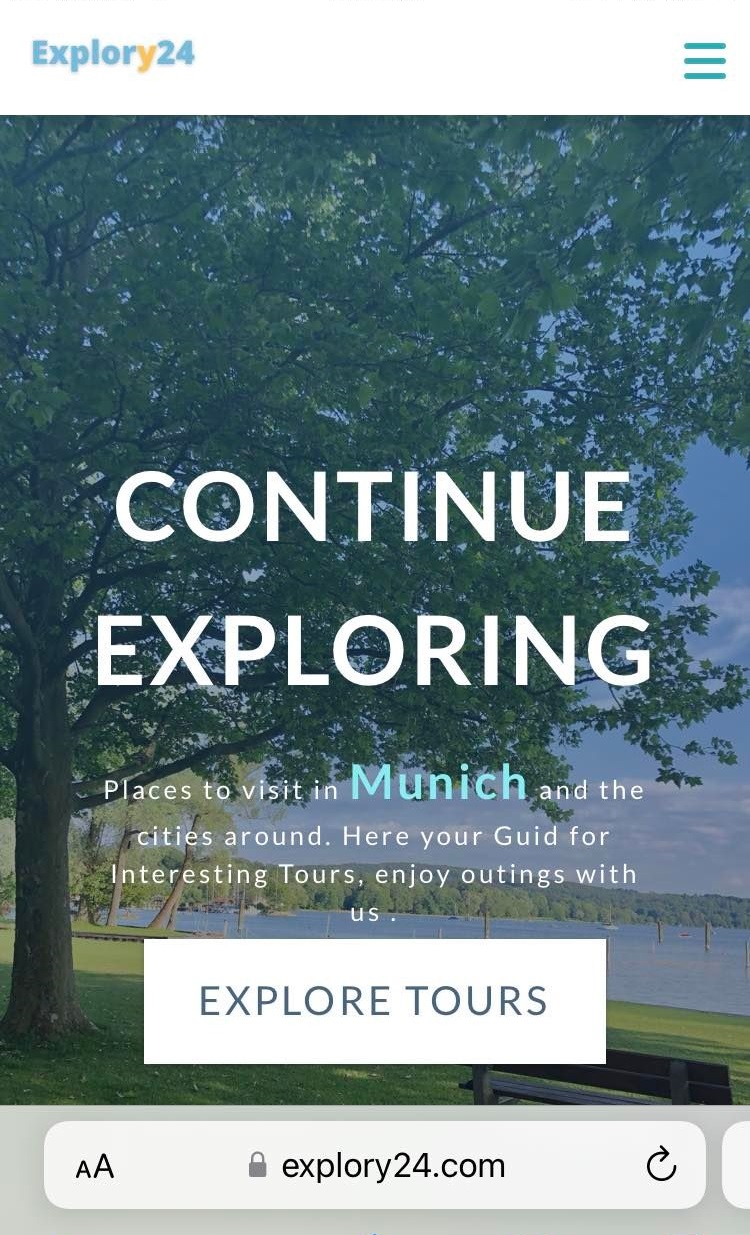 Explory24
CONTINUE
EXPLORING
Places to visit in Munich and the
cities around. Here your Guid for
Interesting Tours, enjoy outings with
us .
EXPLORE TOURS
AA explory24.com